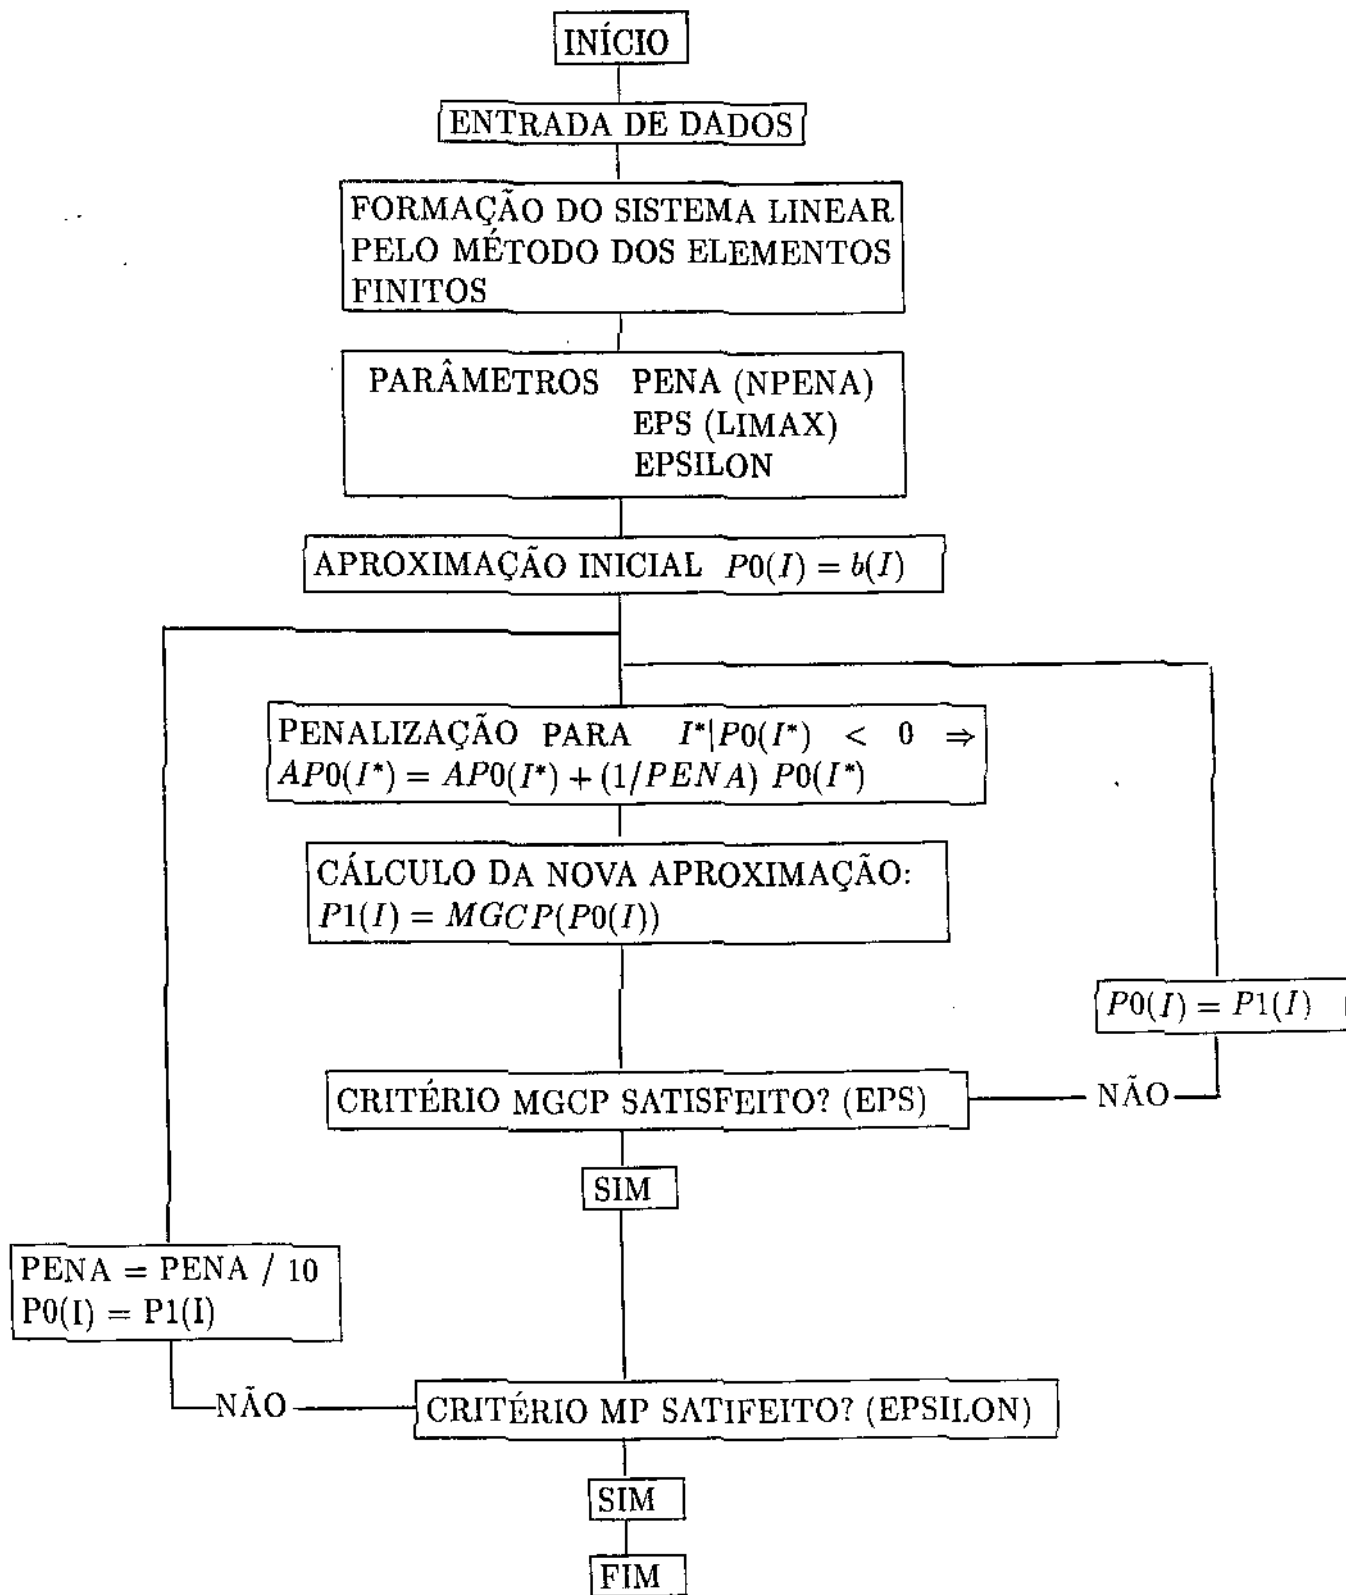 INÍCIO
ENTRADA DE DADOS
FORMAÇÃO DO SISTEMA LINEAR
PELO MÉTODO DOS ELEMENTOS
FINITOS
PARÂMETROS PENA (NPENA)
EPS (LIMAX)
EPSILON
APROXIMAÇÃO INICIAL P0(I) = b(I)
PENALIZAÇÃO PARA I*|P0(I*) < 0 ⇒
AP0(I*) = AP0(I*) + (1/PENA) P0(I*)
CÁLCULO DA NOVA APROXIMAÇÃO:
P1(I) = MGCP(P0(I))
P0(I) = P1(I)
CRITÉRIO MGCP SATISFEITO? (EPS)
NÃO
SIM
PENA = PENA / 10
P0(I) = P1(I)
NÃO
CRITÉRIO MP SATIFEITO? (EPSILON)
SIM
FIM